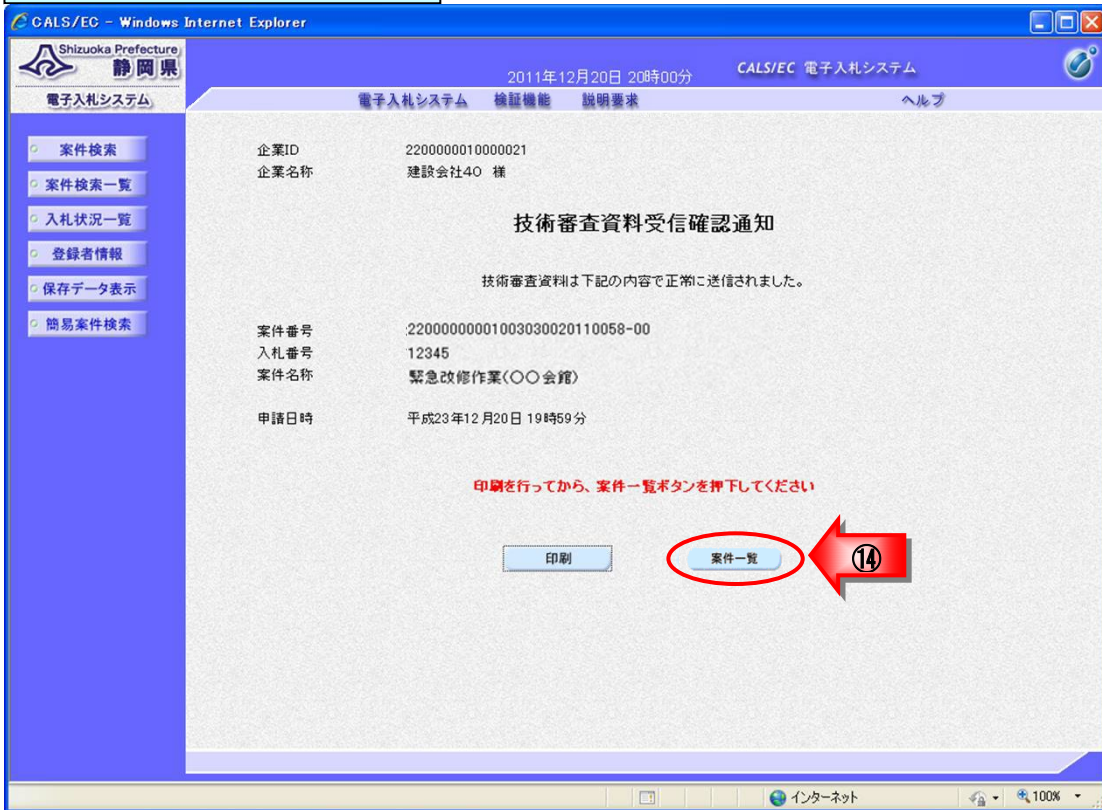 CALS/EC - Windows Internet Explorer
Shizuoka Prefecture
静岡県
2011年12月20日 20時00分
CALS/EC 電子入札システム
電子入札システム
電子入札システム 検証機能 説明要求 ヘルプ
案件検索
案件検索一覧
入札状況一覧
登録者情報
保存データ表示
簡易案件検索
企業ID 2200000010000021
企業名称 建設会社40 様
技術審査資料受信確認通知
技術審査資料は下記の内容で正常に送信されました。
案件番号 2200000000100303002011​0058-00
入札番号 12345
案件名称 緊急改修作業(〇〇会館)
申請日時 平成23年12月20日 19時59分
印刷を行ってから、案件一覧ボタンを押下してください
印刷
案件一覧
⑭
インターネット
100%